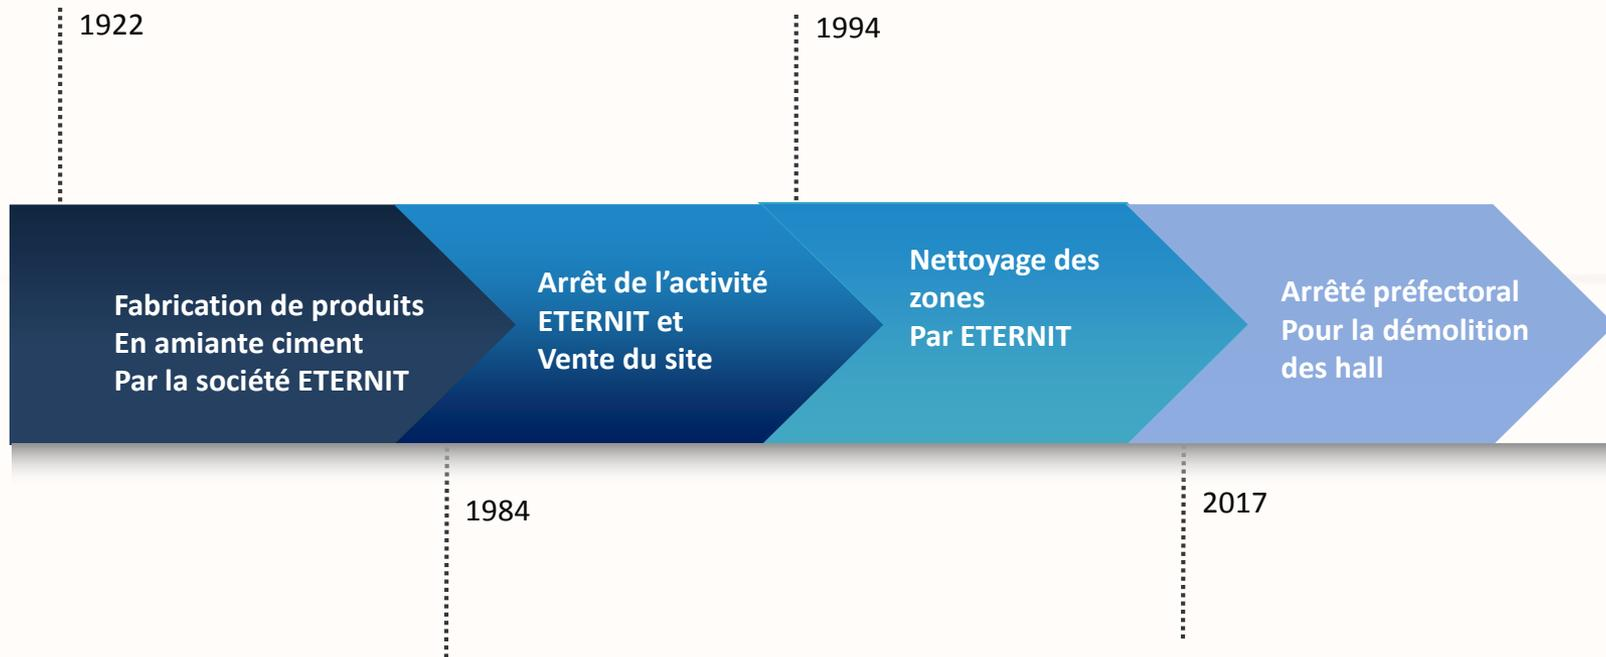 1922
1994
Fabrication de produits
En amiante ciment
Par la société ETERNIT
Arrêt de l’activité
ETERNIT et
Vente du site
Nettoyage des
zones
Par ETERNIT
Arrêté préfectoral
Pour la démolition
des hall
1984
2017